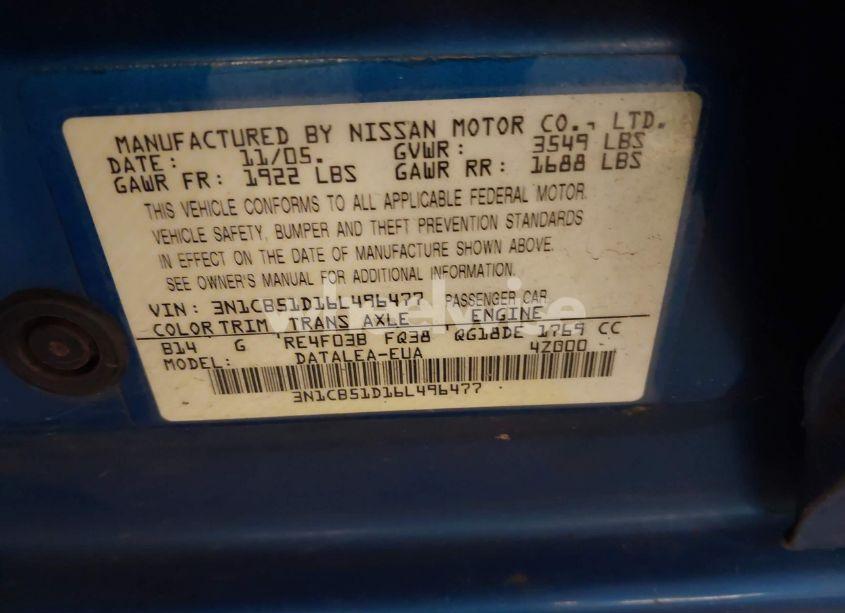 MANUFACTURED BY NISSAN MOTOR CO., LTD.
DATE: 11/05. GVWR: 3549 LBS
GAWR FR: 1922 LBS GAWR RR: 1688 LBS
THIS VEHICLE CONFORMS TO ALL APPLICABLE FEDERAL MOTOR
VEHICLE SAFETY, BUMPER AND THEFT PREVENTION STANDARDS
IN EFFECT ON THE DATE OF MANUFACTURE SHOWN ABOVE.
SEE OWNER'S MANUAL FOR ADDITIONAL INFORMATION.
VIN: 3N1CB51D16L496477 PASSENGER CAR
COLOR TRIM TRANS AXLE ENGINE
B14 G RE4F03B FQ38 QG18DE 1769 CC
MODEL: DATALEA-EUA 4Z000
3N1CB51D16L496477